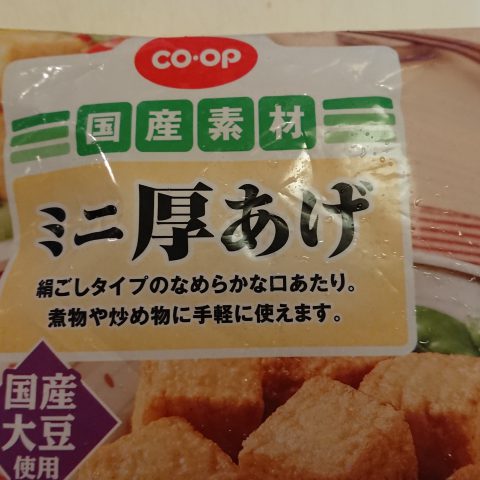 CO・OP
国産素材
ミニ厚あげ
絹ごしタイプのなめらかな口あたり。
煮物や炒め物に手軽に使えます。
国産
大豆
使用